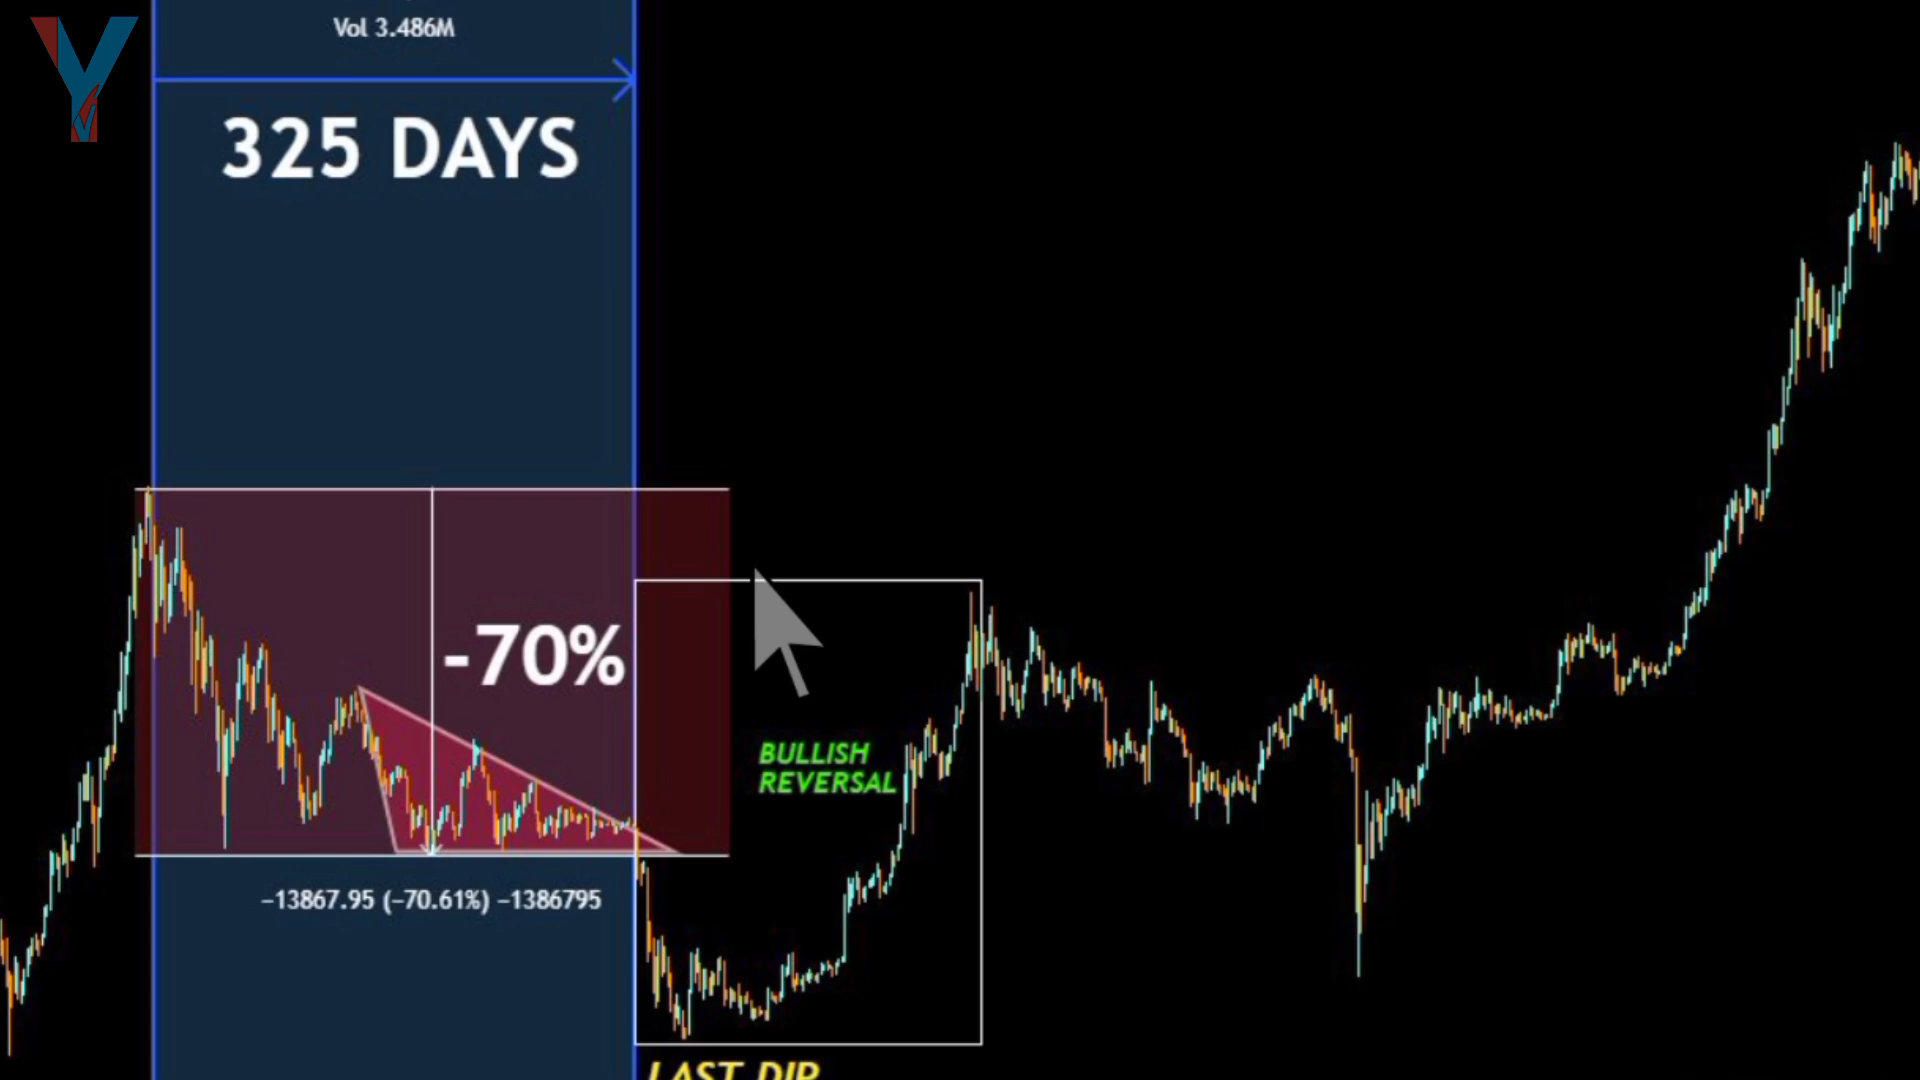 Vol 3.486M
325 DAYS
-70%
BULLISH
REVERSAL
−13867.95 (−70.61%) −1386795
LAST DIP